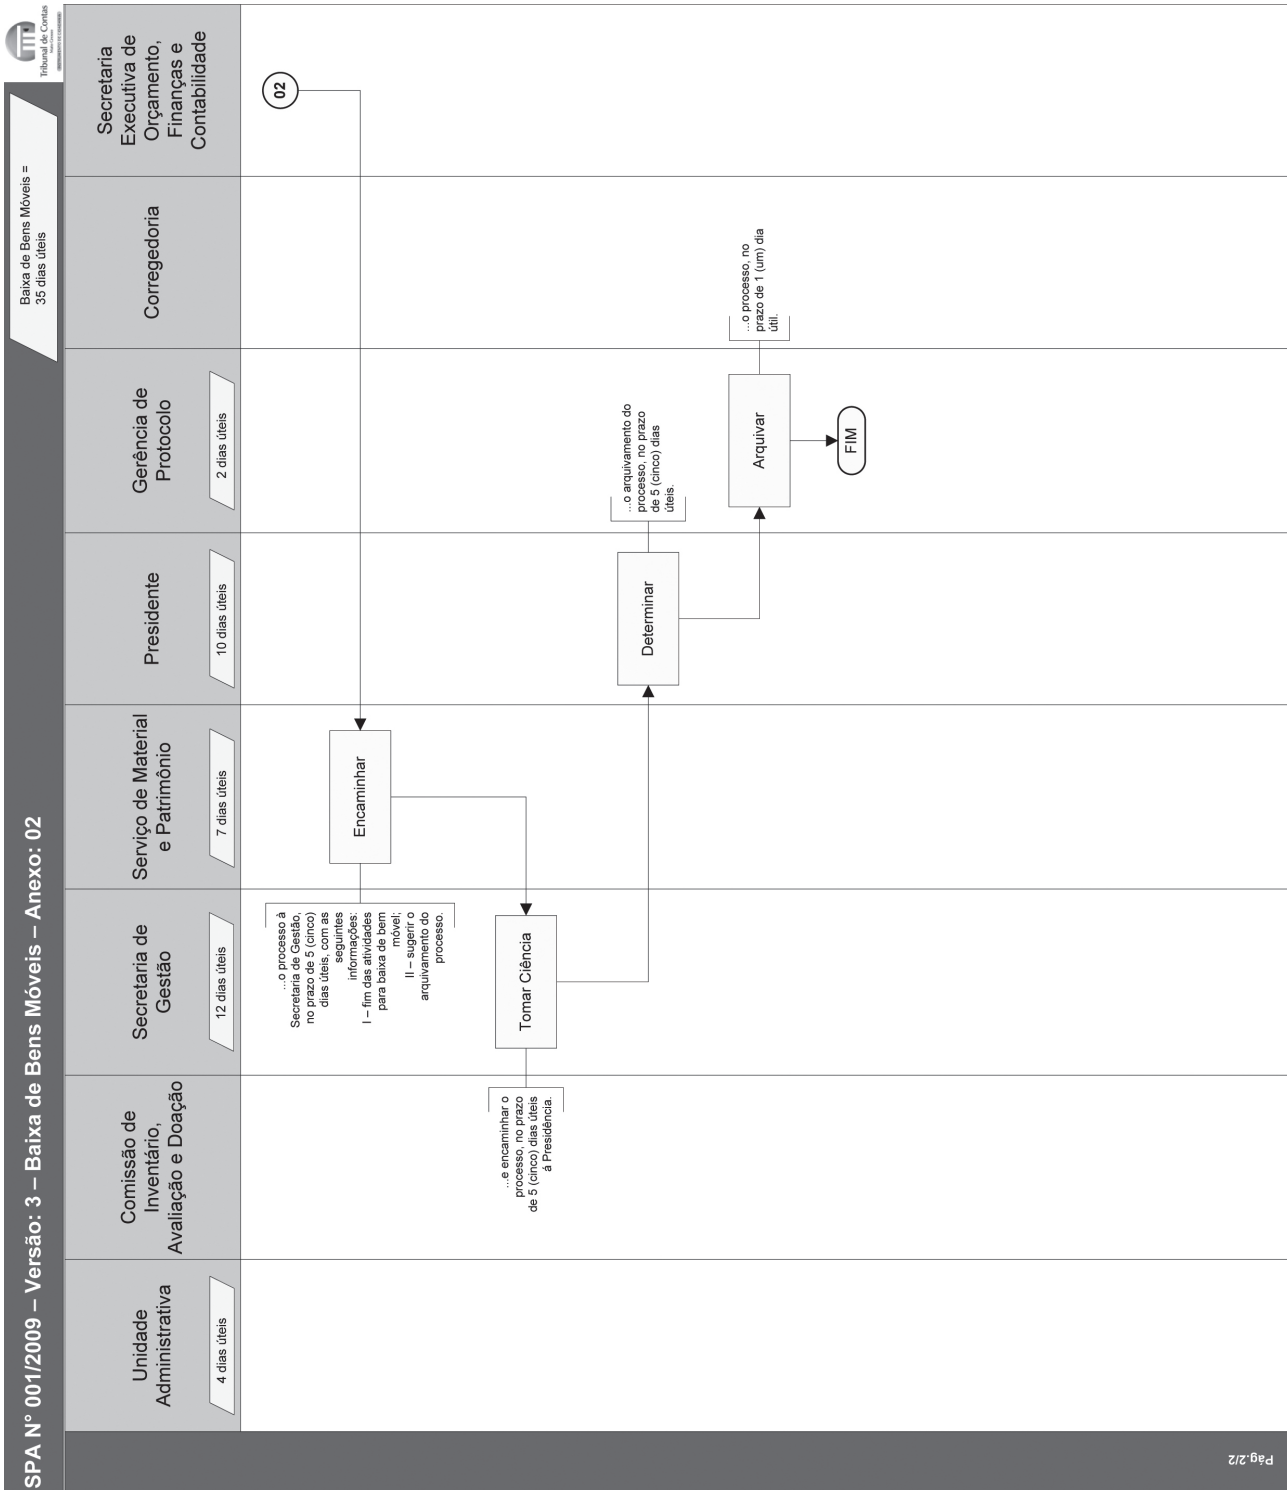 SPA N° 001/2009 – Versão: 3 – Baixa de Bens Móveis – Anexo: 02
Baixa de Bens Móveis =
35 dias úteis
Tribunal de Contas
Unidade
Administrativa
4 dias úteis
Comissão de
Inventário,
Avaliação e Doação
Secretaria de
Gestão
12 dias úteis
Serviço de Material
e Patrimônio
7 dias úteis
Presidente
10 dias úteis
Gerência de
Protocolo
2 dias úteis
Corregedoria
Secretaria
Executiva de
Orçamento,
Finanças e
Contabilidade
02
Encaminhar
...o processo à
Secretaria de Gestão,
no prazo de 5 (cinco)
dias úteis, com as
seguintes
informações:
I – fim das atividades
para baixa de bem
móvel;
II – sugerir o
arquivamento do
processo.
Tomar Ciência
...e encaminhar o
processo, no prazo
de 5 (cinco) dias úteis
á Presidência.
Determinar
...o arquivamento do
processo, no prazo
de 5 (cinco) dias
úteis.
Arquivar
...o processo, no
prazo de 1 (um) dia
útil.
FIM
Pág.2/2